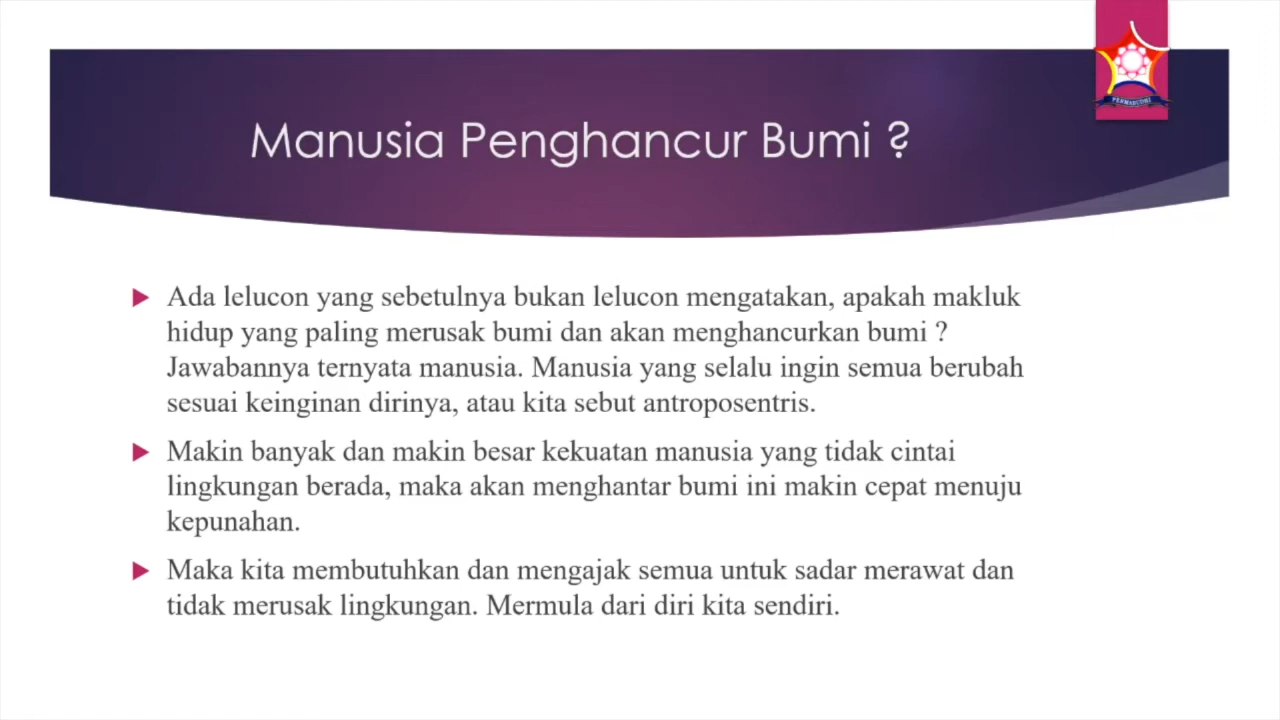 PERMABUDHI
Manusia Penghancur Bumi ?
Ada lelucon yang sebetulnya bukan lelucon mengatakan, apakah makluk
hidup yang paling merusak bumi dan akan menghancurkan bumi ?
Jawabannya ternyata manusia. Manusia yang selalu ingin semua berubah
sesuai keinginan dirinya, atau kita sebut antroposentris.
Makin banyak dan makin besar kekuatan manusia yang tidak cintai
lingkungan berada, maka akan menghantar bumi ini makin cepat menuju
kepunahan.
Maka kita membutuhkan dan mengajak semua untuk sadar merawat dan
tidak merusak lingkungan. Mermula dari diri kita sendiri.